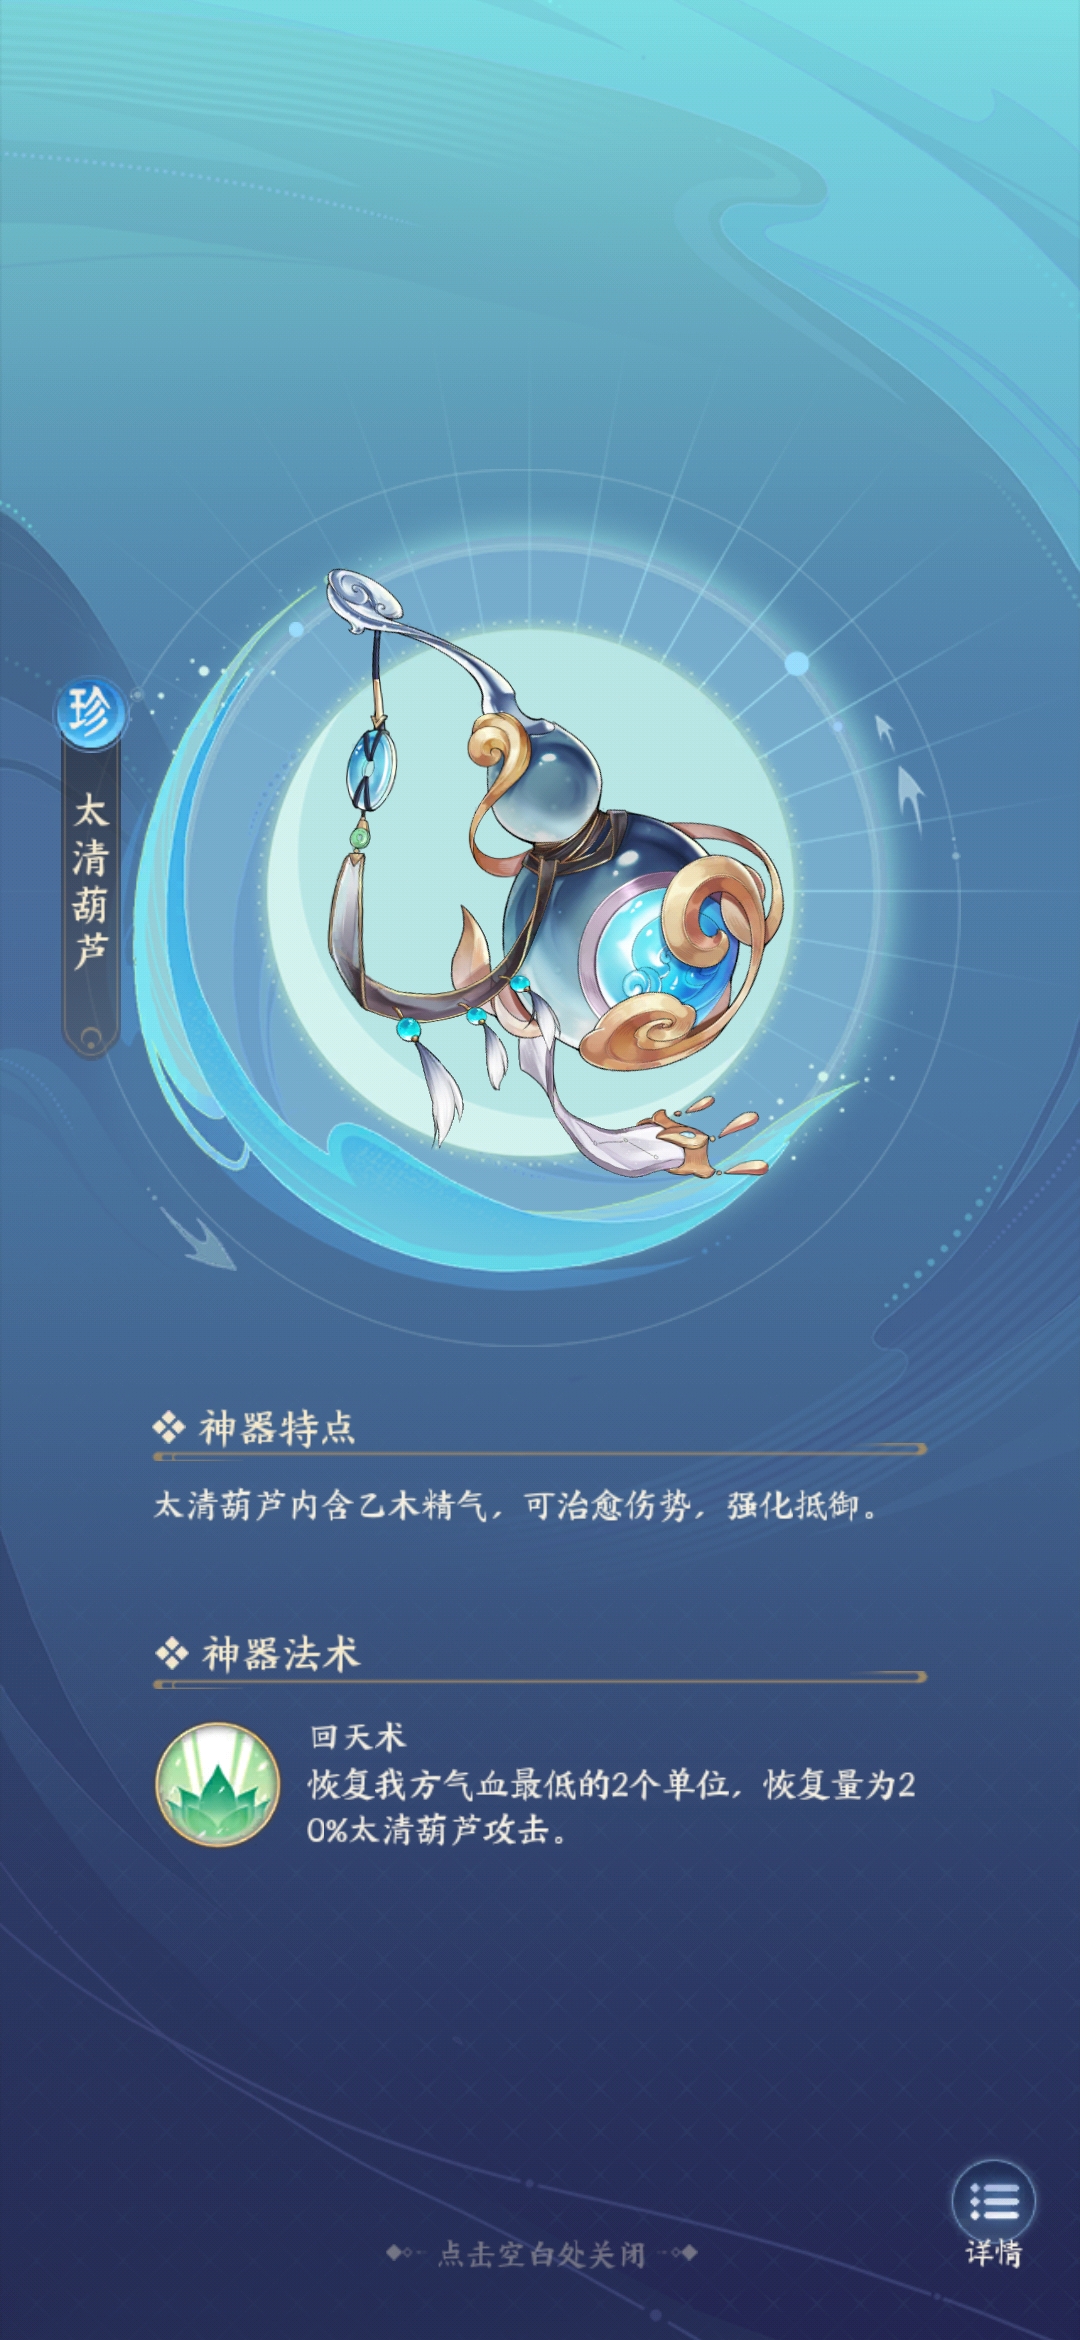 珍
太清葫芦
神器特点
太清葫芦内含乙木精气，可治愈伤势，强化抵御。
神器法术
回天术
恢复我方气血最低的2个单位，恢复量为2
0%太清葫芦攻击。
详情
点击空白处关闭